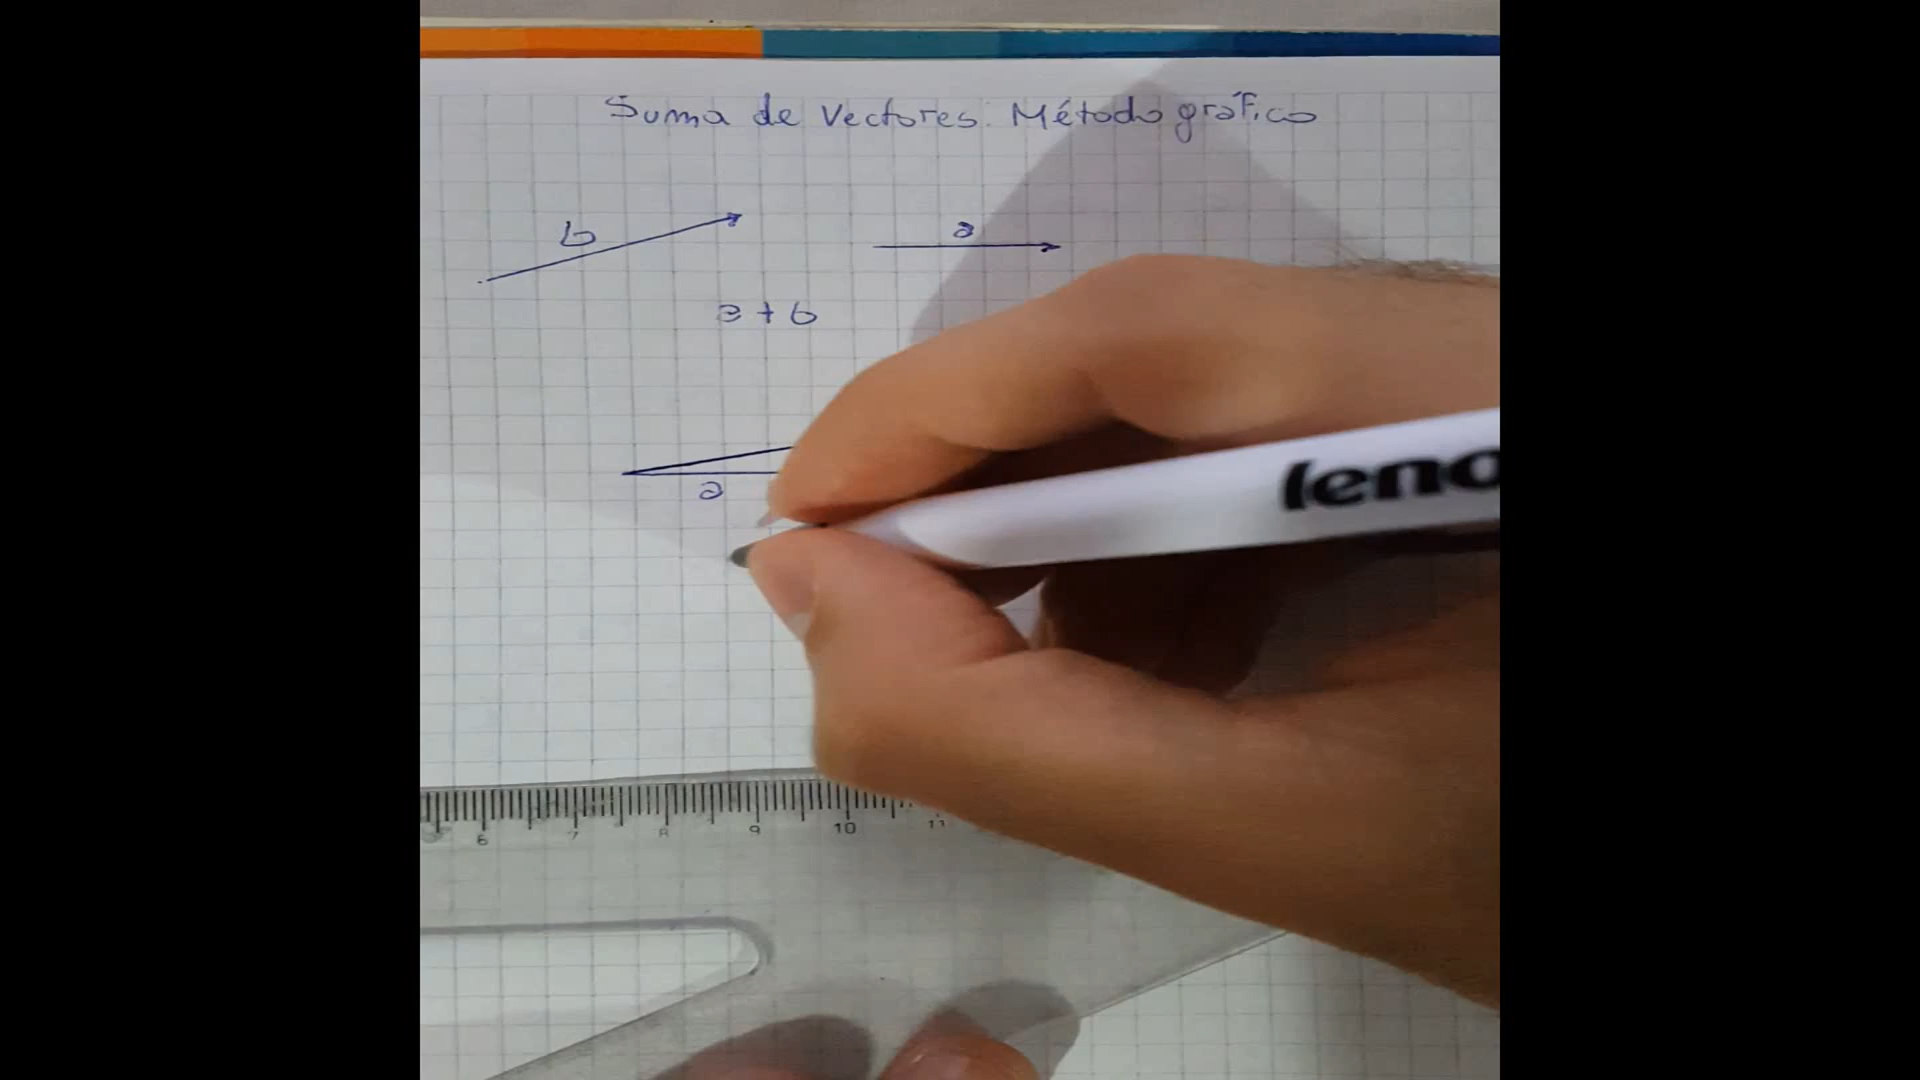 Suma de Vectores. Método gráfico
b
a
a + b
a
leno
6 7 8 9 10 11